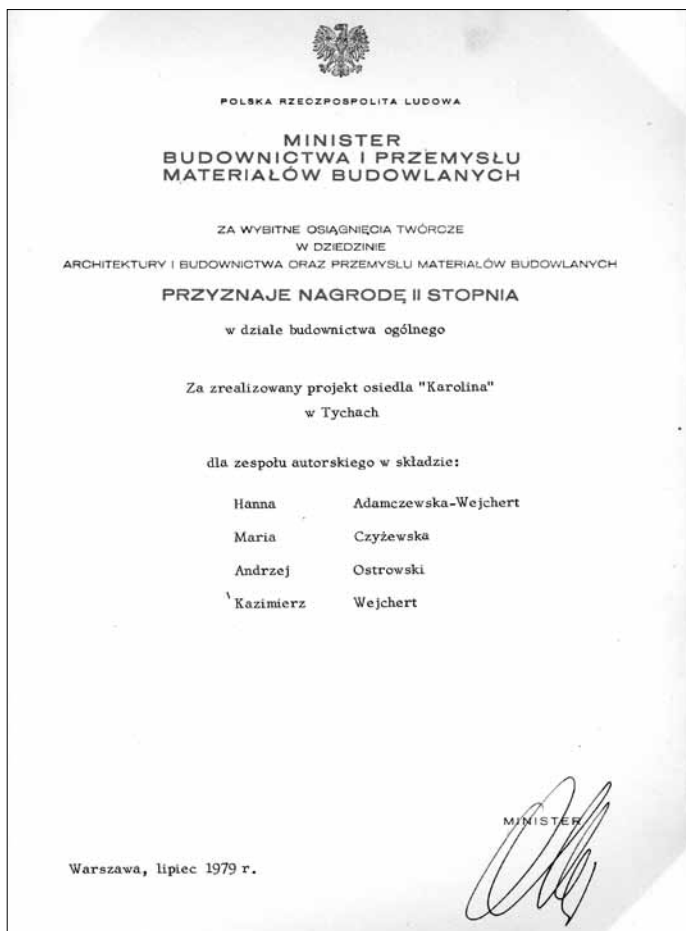 POLSKA RZECZPOSPOLITA LUDOWA
MINISTER
BUDOWNICTWA I PRZEMYSŁU
MATERIAŁÓW BUDOWLANYCH
ZA WYBITNE OSIĄGNIĘCIA TWÓRCZE
W DZIEDZINIE
ARCHITEKTURY I BUDOWNICTWA ORAZ PRZEMYSŁU MATERIAŁÓW BUDOWLANYCH
PRZYZNAJE NAGRODĘ II STOPNIA
w dziale budownictwa ogólnego
Za zrealizowany projekt osiedla "Karolina"
w Tychach
dla zespołu autorskiego w składzie:
Hanna Adamczewska-Wejchert
Maria Czyżewska
Andrzej Ostrowski
Kazimierz Wejchert
MINISTER
Warszawa, lipiec 1979 r.